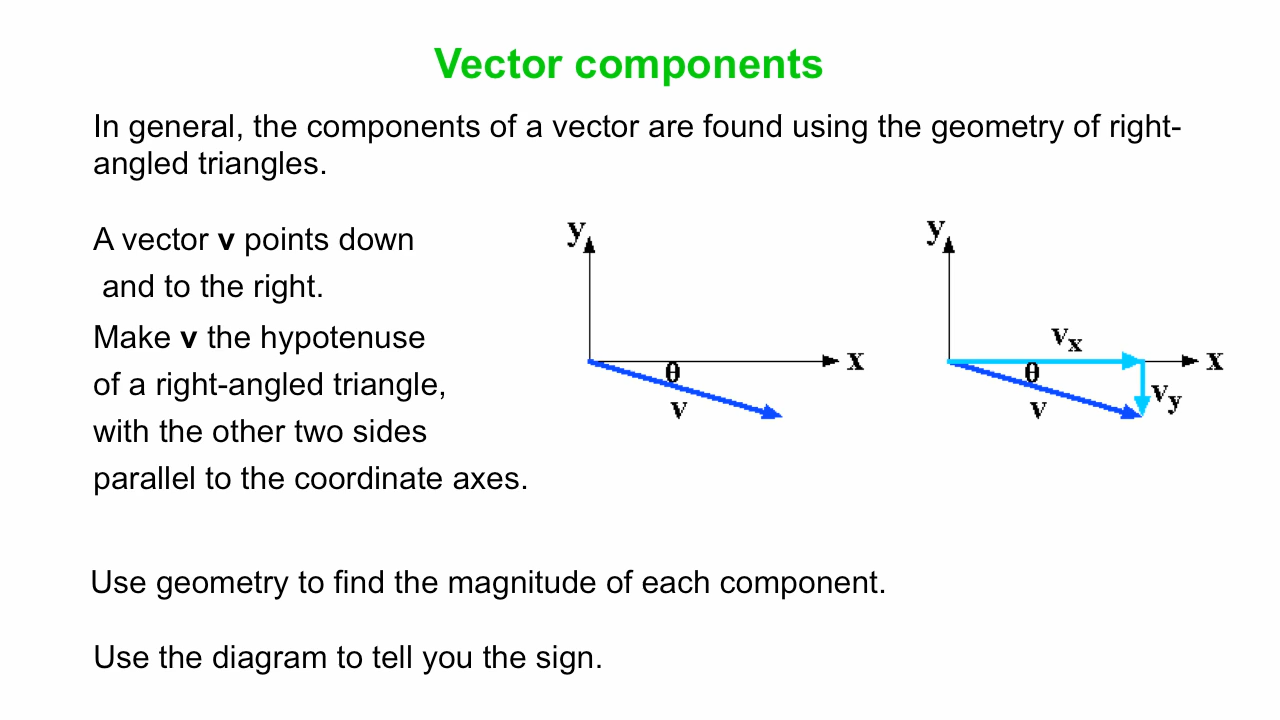 Vector components
In general, the components of a vector are found using the geometry of right-
angled triangles.
A vector v points down
and to the right.
Make v the hypotenuse
of a right-angled triangle,
with the other two sides
parallel to the coordinate axes.
y
x
θ
v
y
vx
x
θ
vy
v
Use geometry to find the magnitude of each component.
Use the diagram to tell you the sign.